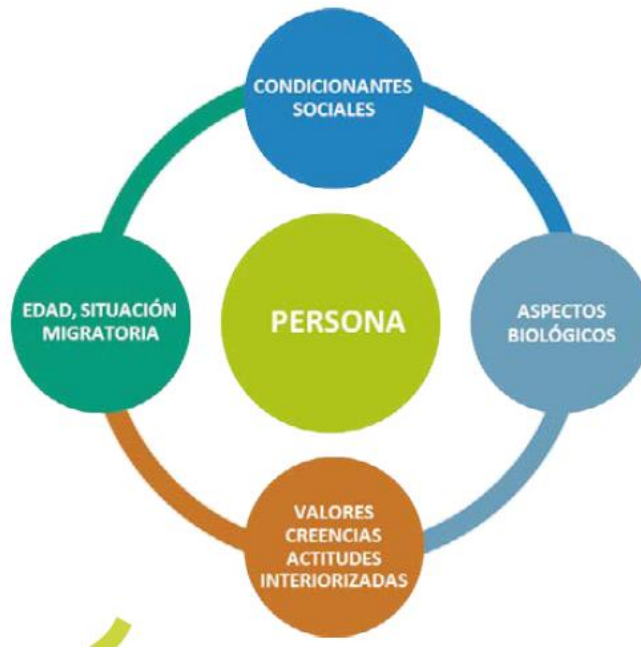 CONDICIONANTES
SOCIALES
EDAD, SITUACIÓN
MIGRATORIA
PERSONA
ASPECTOS
BIOLÓGICOS
VALORES
CREENCIAS
ACTITUDES
INTERIORIZADAS